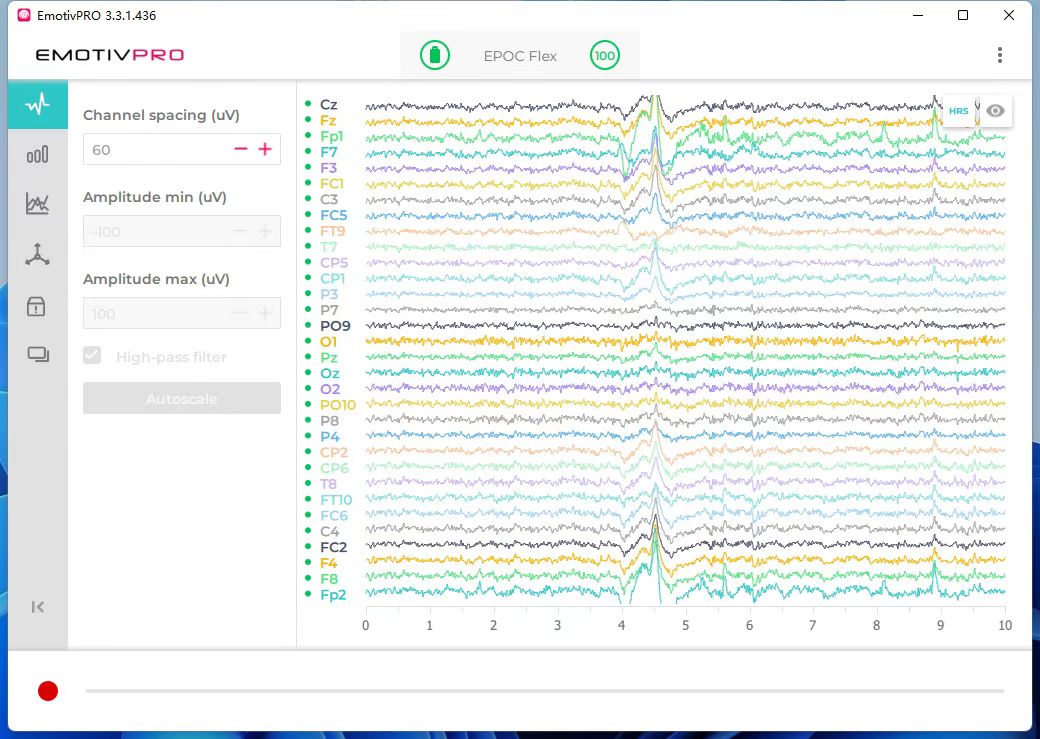 EmotivPRO 3.3.1.436
EMOTIVPRO
EPOC Flex
100
Channel spacing (uV)
60
Amplitude min (uV)
-100
Amplitude max (uV)
100
High-pass filter
Autoscale
HRS
Cz
Fz
Fp1
F7
F3
FC1
C3
FC5
FT9
T7
CP5
CP1
P3
P7
PO9
O1
Pz
Oz
O2
PO10
P8
P4
CP2
CP6
T8
FT10
FC6
C4
FC2
F4
F8
Fp2
0 1 2 3 4 5 6 7 8 9 10